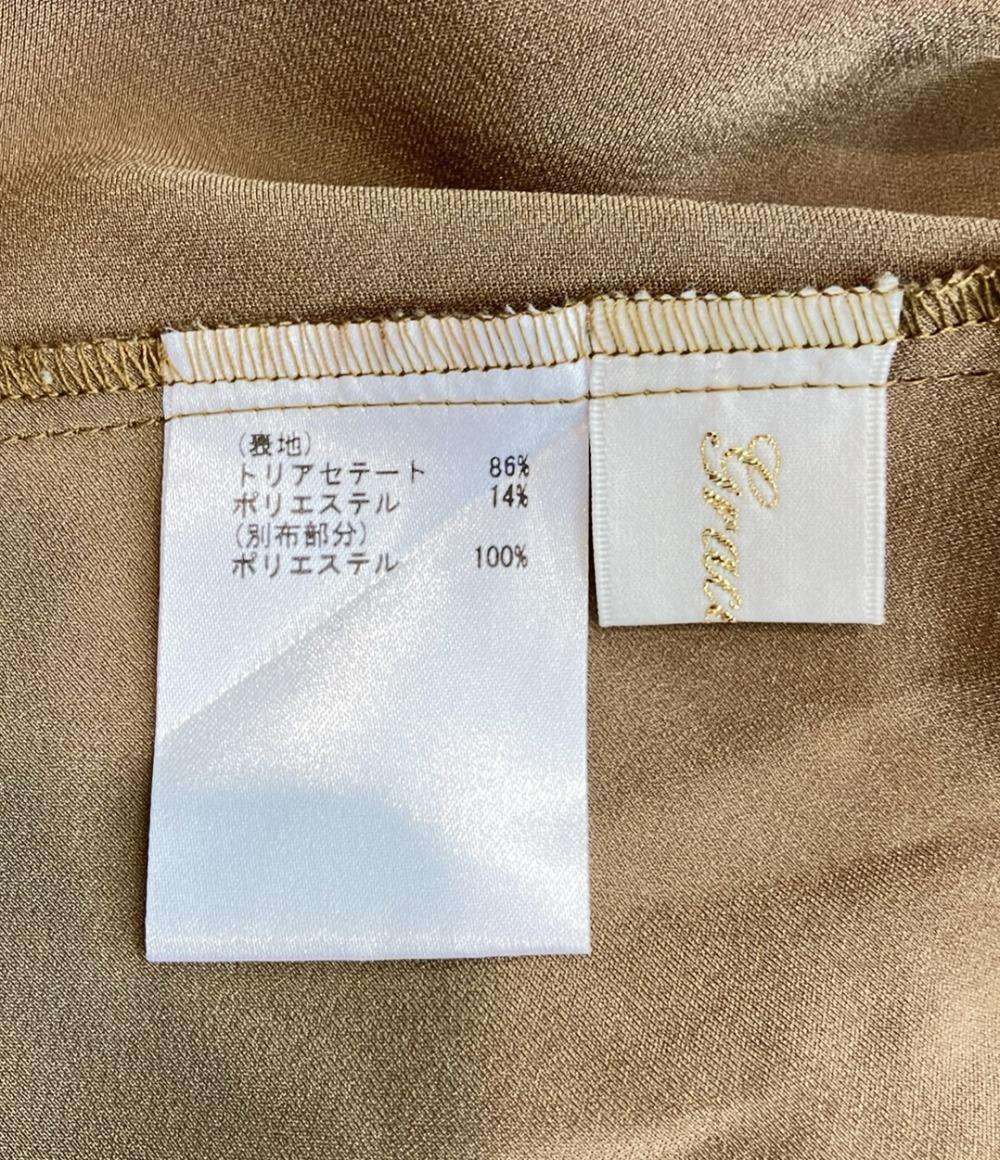 (表地)
トリアセテート 86%
ポリエステル 14%
(別布部分)
ポリエステル 100%